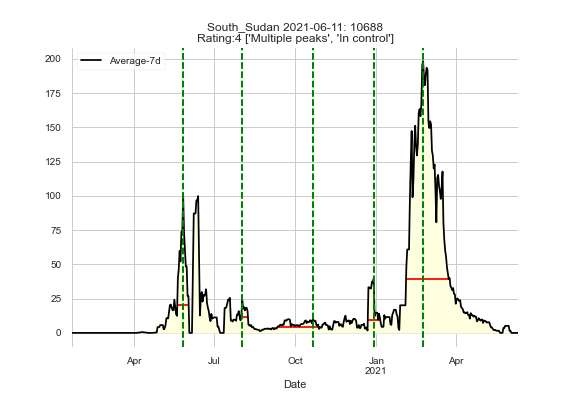 South_Sudan 2021-06-11: 10688
Rating:4 ['Multiple peaks', 'In control']
Average-7d
200
175
150
125
100
75
50
25
0
Apr Jul Oct Jan Apr
2021
Date